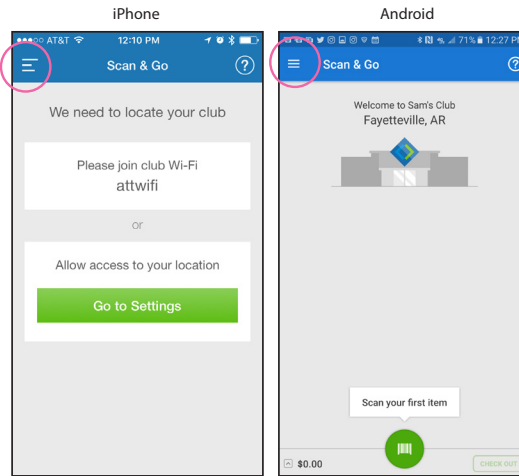 iPhone
AT&T 12:10 PM
Scan & Go ?
We need to locate your club
Please join club Wi-Fi
attwifi
or
Allow access to your location
Go to Settings
Android
71% 12:27 PM
Scan & Go ?
Welcome to Sam's Club
Fayetteville, AR
Scan your first item
$0.00 CHECK OUT